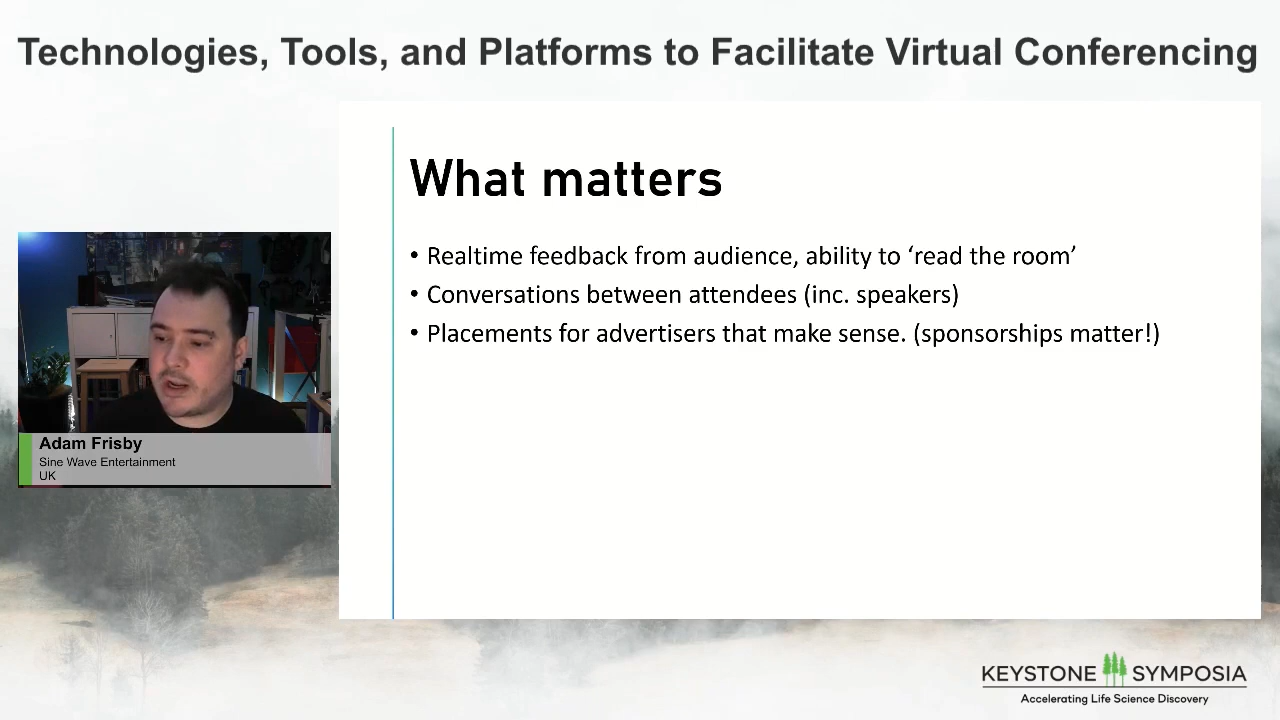 Technologies, Tools, and Platforms to Facilitate Virtual Conferencing
What matters
• Realtime feedback from audience, ability to ‘read the room’
• Conversations between attendees (inc. speakers)
• Placements for advertisers that make sense. (sponsorships matter!)
Adam Frisby
Sine Wave Entertainment
UK
KEYSTONE SYMPOSIA
Accelerating Life Science Discovery